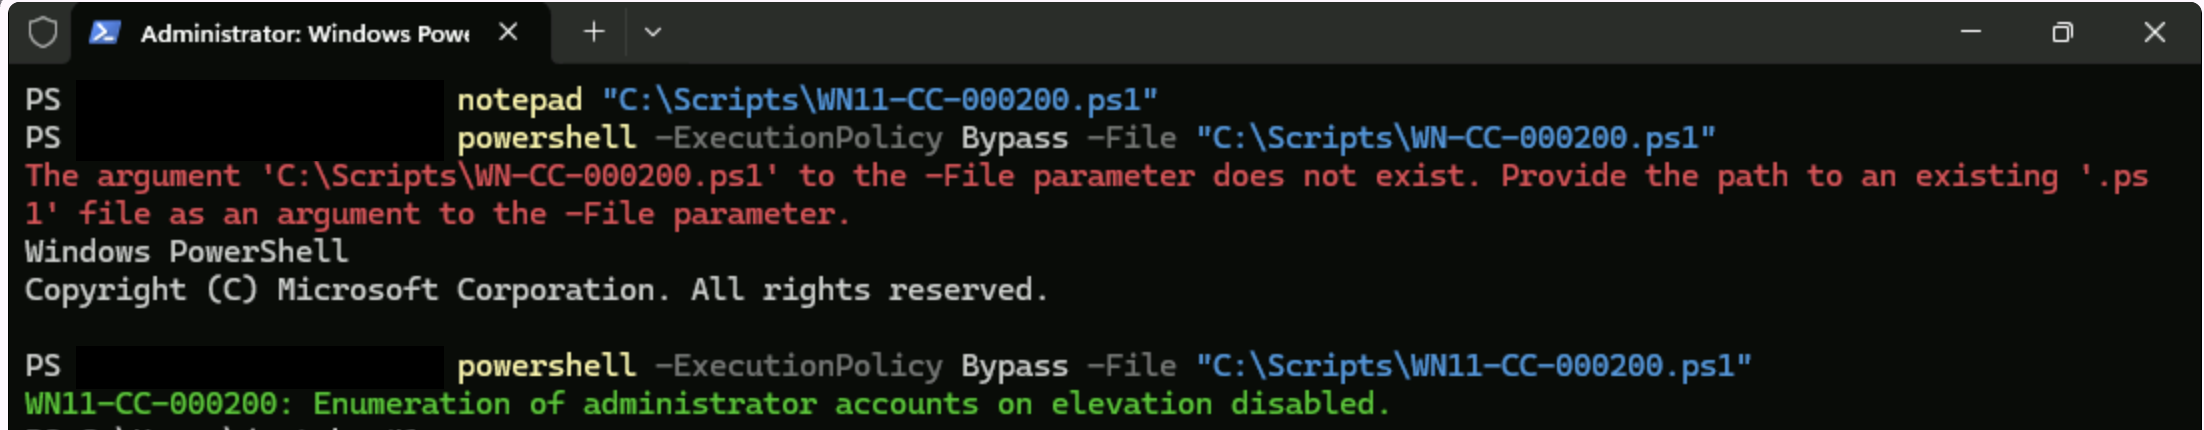 Administrator: Windows Powe
PS notepad "C:\Scripts\WN11-CC-000200.ps1"
PS powershell -ExecutionPolicy Bypass -File "C:\Scripts\WN-CC-000200.ps1"
The argument 'C:\Scripts\WN-CC-000200.ps1' to the -File parameter does not exist. Provide the path to an existing '.ps
1' file as an argument to the -File parameter.
Windows PowerShell
Copyright (C) Microsoft Corporation. All rights reserved.
PS powershell -ExecutionPolicy Bypass -File "C:\Scripts\WN11-CC-000200.ps1"
WN11-CC-000200: Enumeration of administrator accounts on elevation disabled.